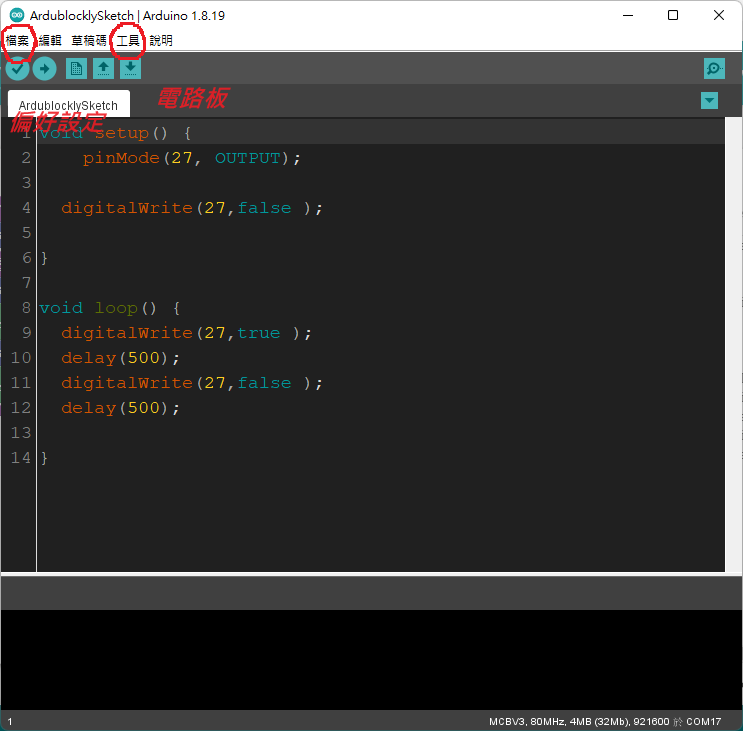 ArdublocklySketch | Arduino 1.8.19
檔案 編輯 草稿碼 工具 說明
電路板
ArdublocklySketch
偏好設定
1 void setup() {
2 pinMode(27, OUTPUT);
3
4 digitalWrite(27,false );
5
6 }
7
8 void loop() {
9 digitalWrite(27,true );
10 delay(500);
11 digitalWrite(27,false );
12 delay(500);
13
14 }
1 MCBV3, 80MHz, 4MB (32Mb), 921600 於 COM17